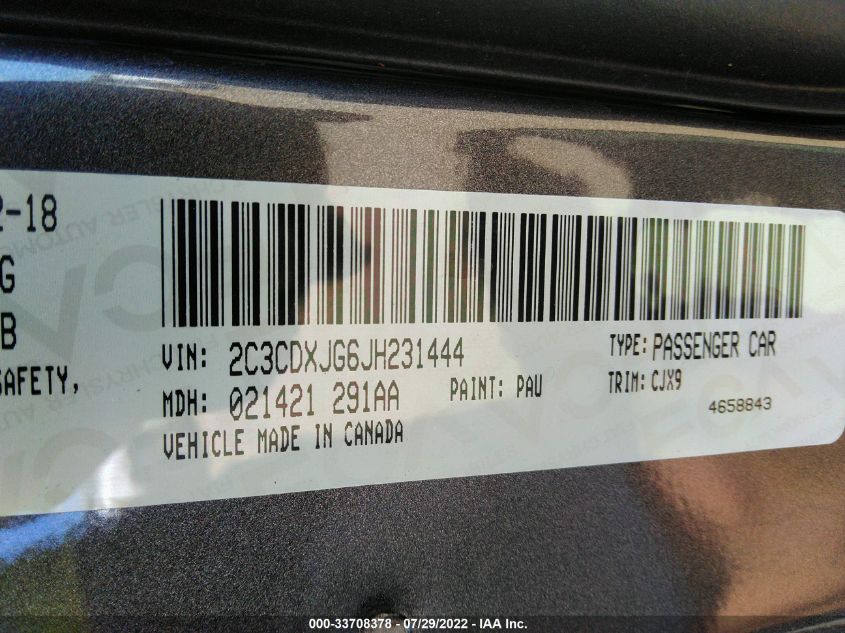 2-18
G
B
SAFETY,
VIN: 2C3CDXJG6JH231444
TYPE: PASSENGER CAR
MDH: 021421 291AA
PAINT: PAU
TRIM: CJX9
4658843
VEHICLE MADE IN CANADA
000-33708378 - 07/29/2022 - IAA Inc.